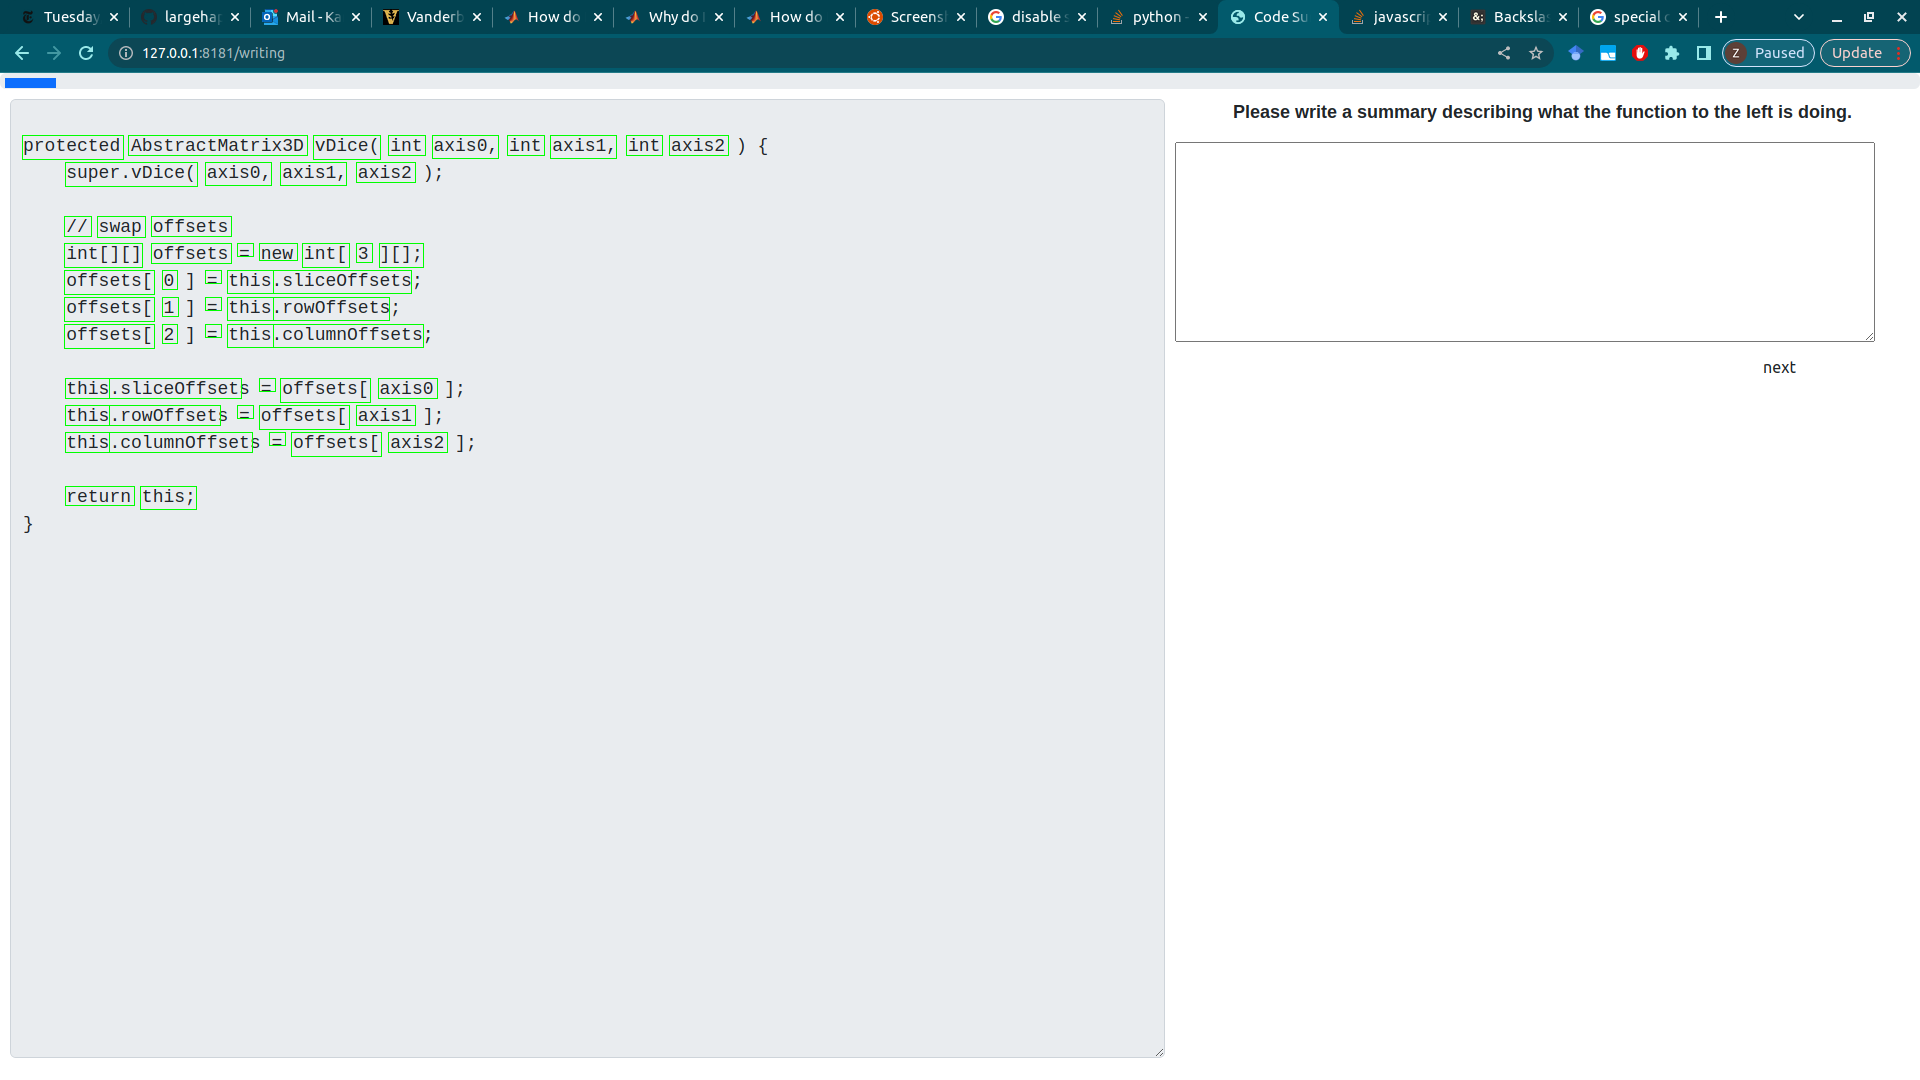 Tuesday
largehap
Mail - Ka
Vanderb
How do
Why do
How do
Screensh
disable s
python -
Code Su
javascrip
Backslas
special c
127.0.0.1:8181/writing
Z Paused
Update
protected AbstractMatrix3D vDice( int axis0, int axis1, int axis2 ) {
super.vDice( axis0, axis1, axis2 );
// swap offsets
int[][] offsets = new int[ 3 ][];
offsets[ 0 ] = this.sliceOffsets;
offsets[ 1 ] = this.rowOffsets;
offsets[ 2 ] = this.columnOffsets;
this.sliceOffsets = offsets[ axis0 ];
this.rowOffsets = offsets[ axis1 ];
this.columnOffsets = offsets[ axis2 ];
return this;
}
Please write a summary describing what the function to the left is doing.
next